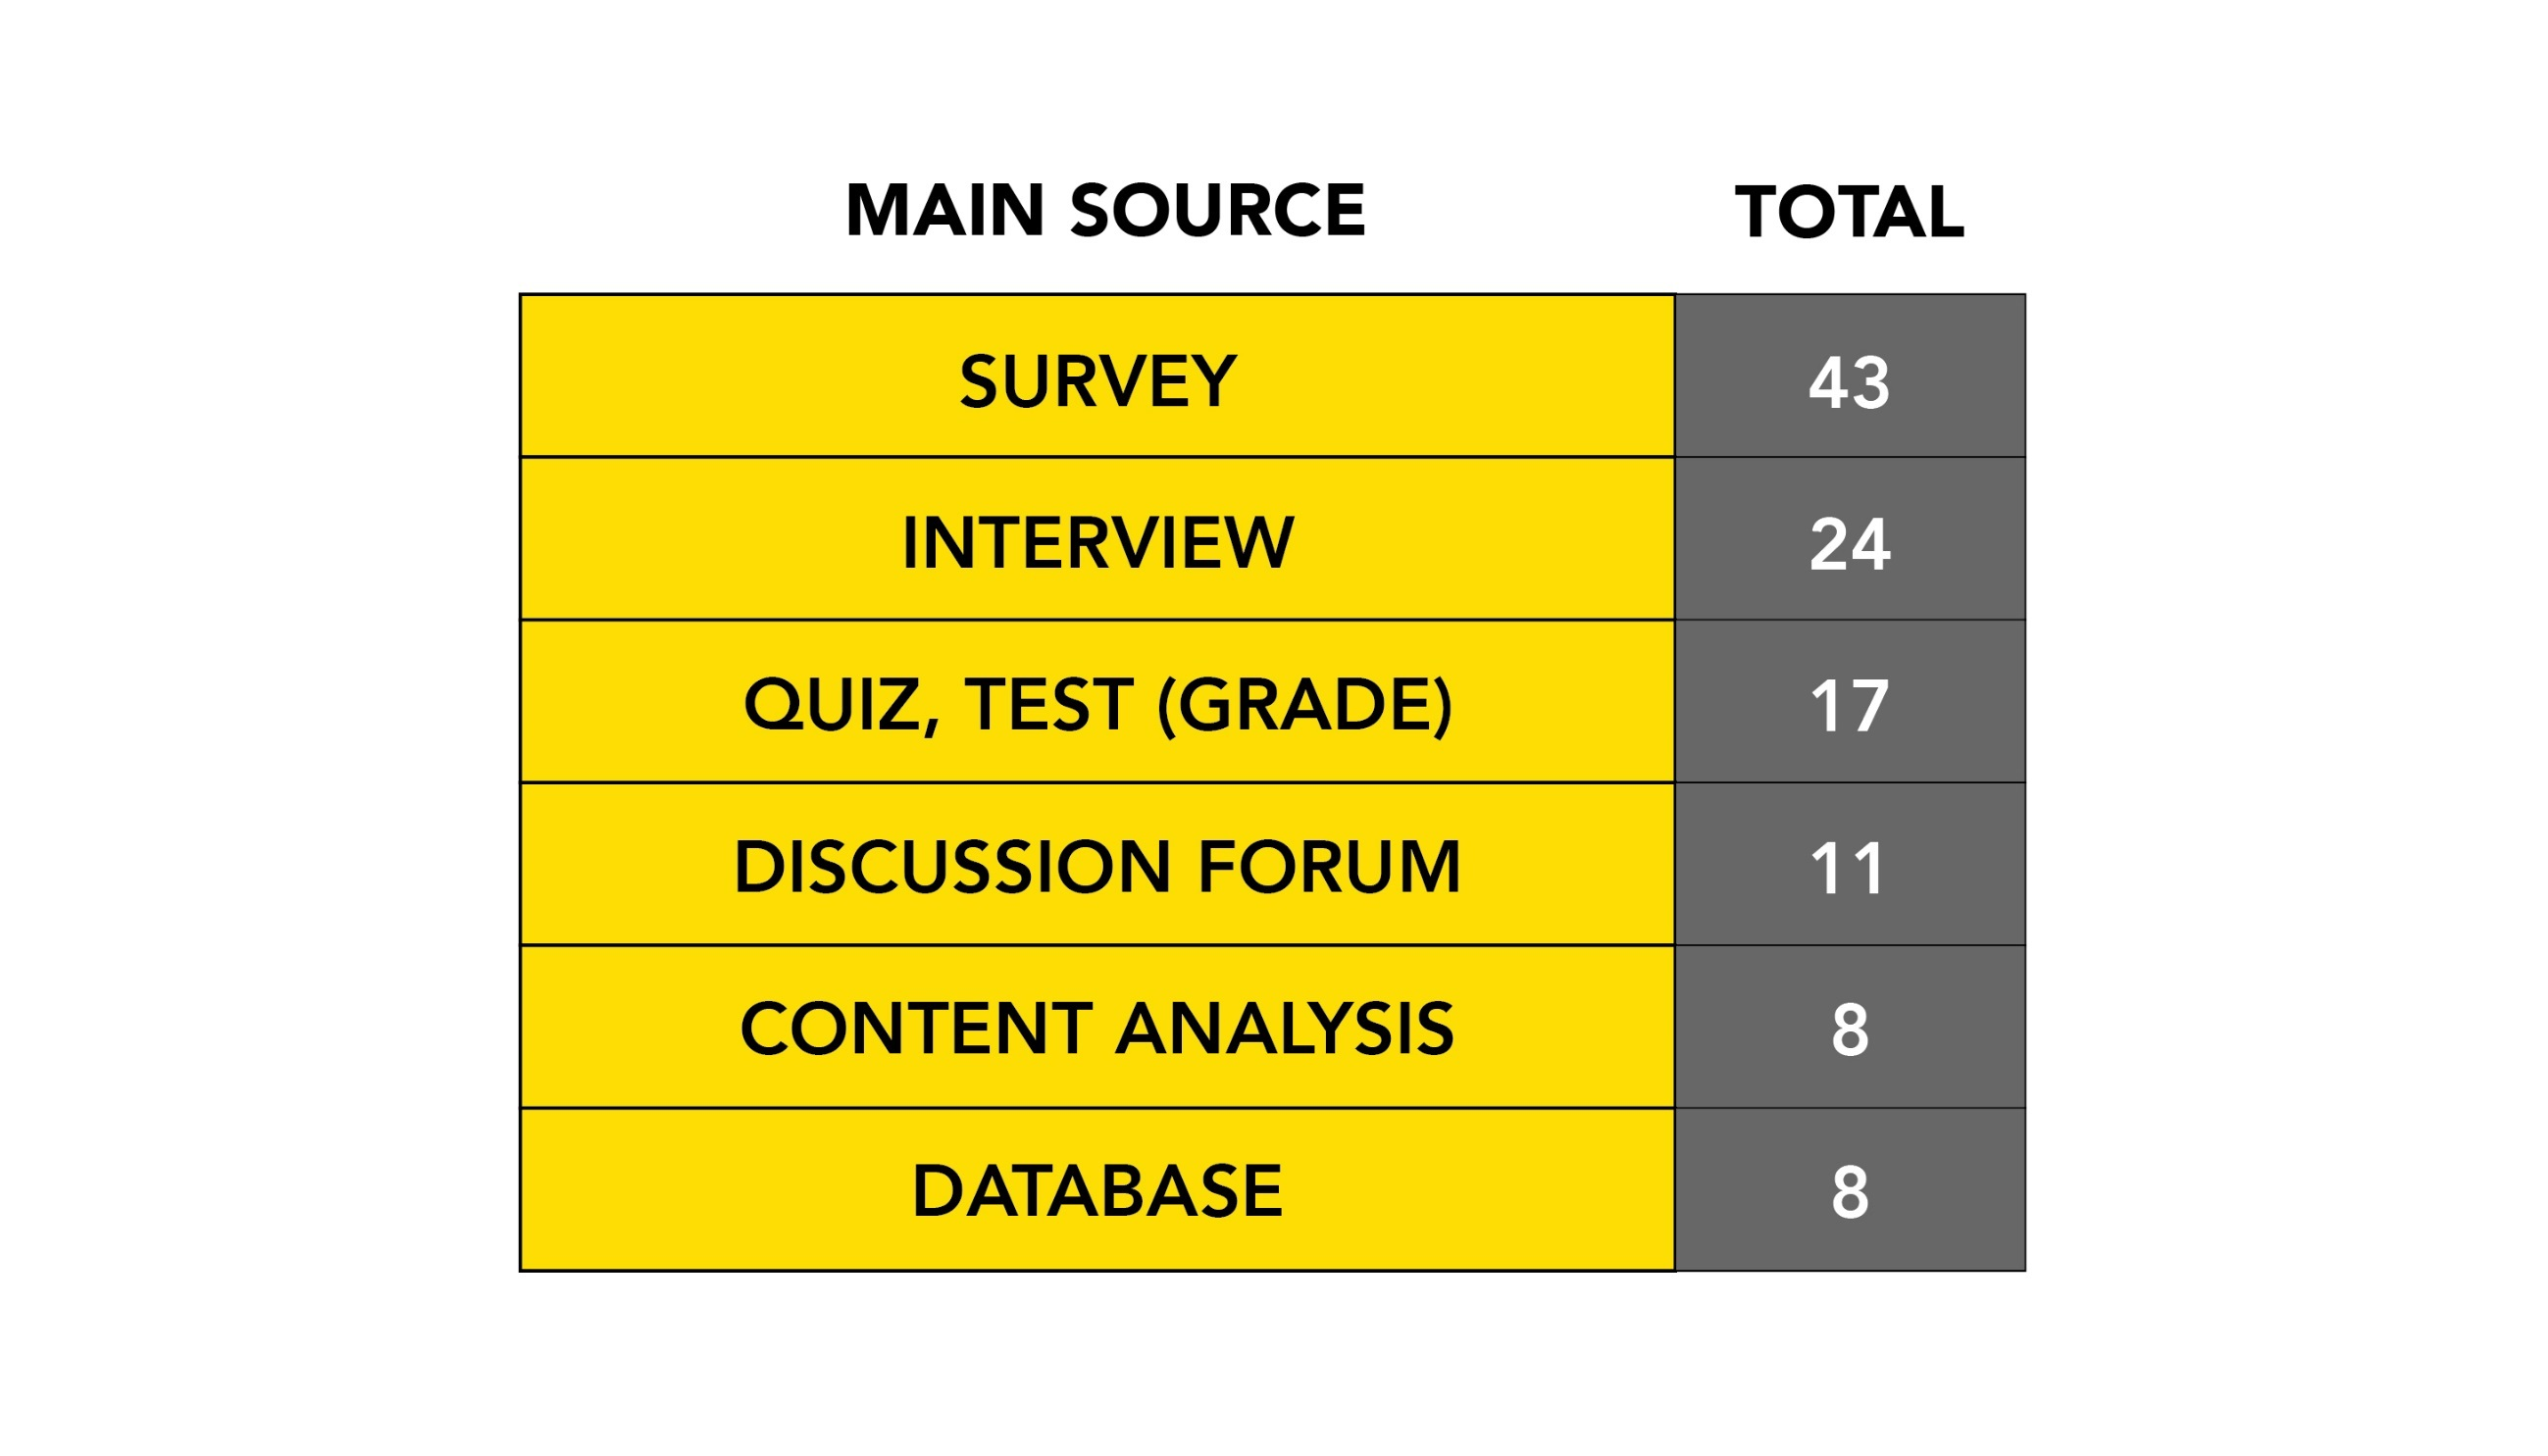 MAIN SOURCE TOTAL
SURVEY 43
INTERVIEW 24
QUIZ, TEST (GRADE) 17
DISCUSSION FORUM 11
CONTENT ANALYSIS 8
DATABASE 8